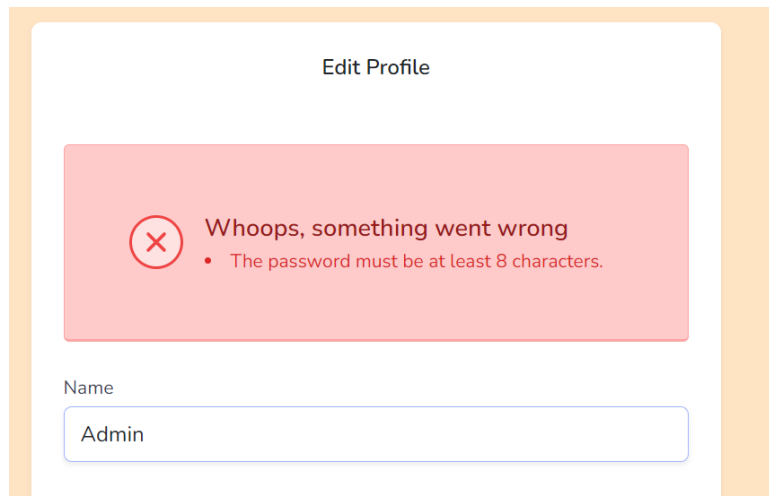 Edit Profile
Whoops, something went wrong
• The password must be at least 8 characters.
Name
Admin